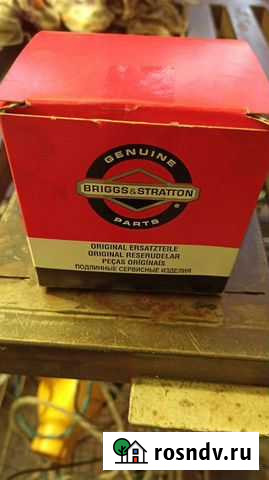 GENUINE
BRIGGS&STRATTON
®
PARTS
ORIGINAL ERSATZTEILE
ORIGINAL RESERVDELAR
PEÇAS ORIGINAIS
ПОДЛИННЫЕ СЕРВИСНЫЕ ИЗДЕЛИЯ
rosndv.ru